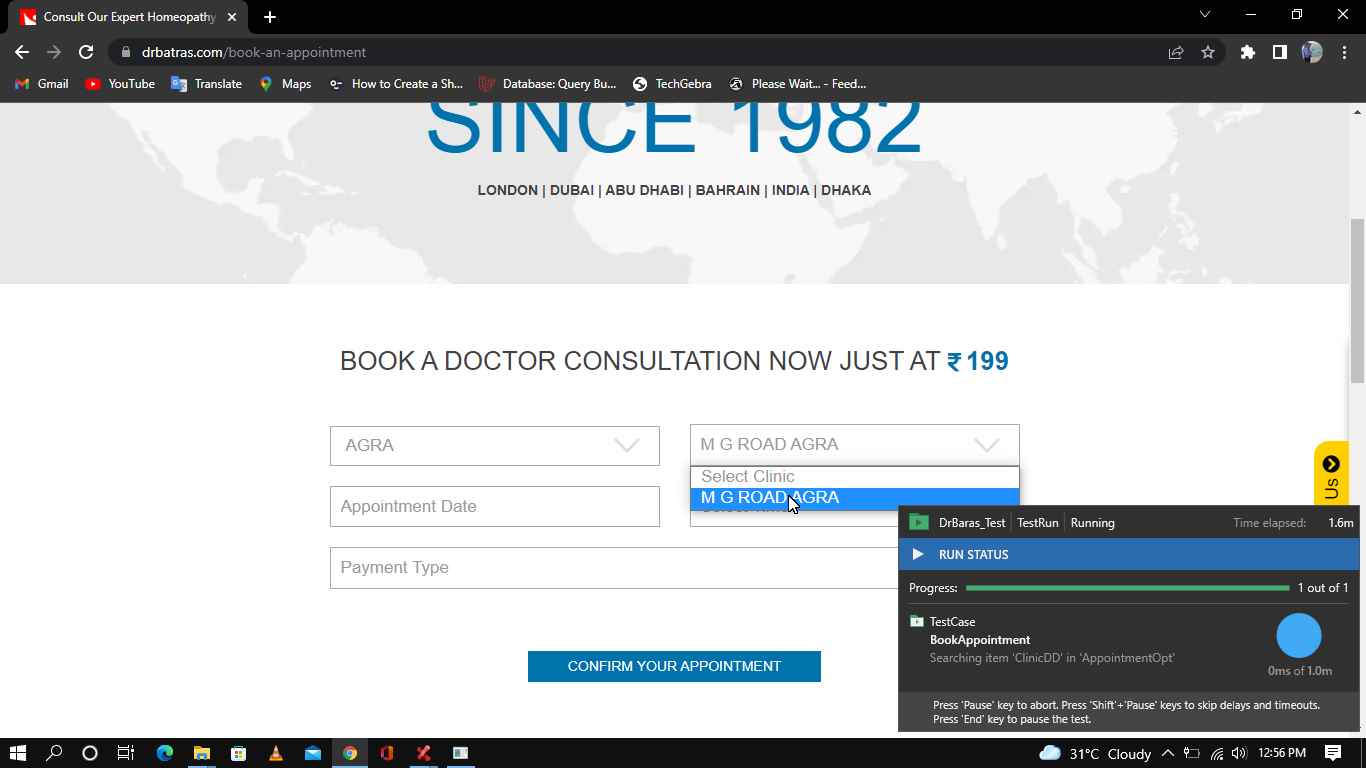 Consult Our Expert Homeopathy
drbatras.com/book-an-appointment
Gmail YouTube Translate Maps How to Create a Sh... Database: Query Bu... TechGebra Please Wait... - Feed...
SINCE 1982
LONDON | DUBAI | ABU DHABI | BAHRAIN | INDIA | DHAKA
BOOK A DOCTOR CONSULTATION NOW JUST AT ₹ 199
AGRA
M G ROAD AGRA
Select Clinic
M G ROAD AGRA
Appointment Date
Payment Type
CONFIRM YOUR APPOINTMENT
Us
DrBaras_Test TestRun Running Time elapsed: 1.6m
RUN STATUS
Progress: 1 out of 1
TestCase
BookAppointment
Searching item 'ClinicDD' in 'AppointmentOpt'
0ms of 1.0m
Press 'Pause' key to abort. Press 'Shift'+'Pause' keys to skip delays and timeouts.
Press 'End' key to pause the test.
31°C Cloudy 12:56 PM